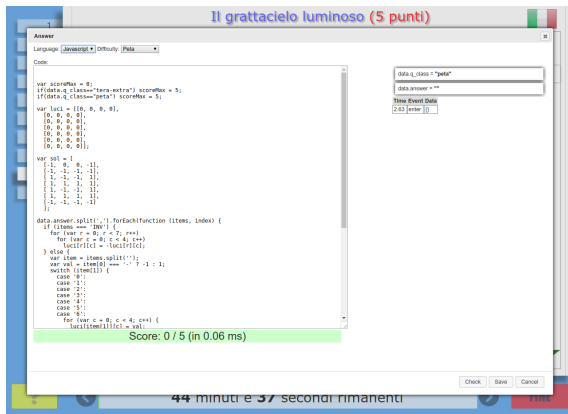 Il grattacielo luminoso (5 punti)
1
Answer
Language: Javascript Difficulty: Peta
Code:
var scoreMax = 0;
if(data.q_class=="tera-extra") scoreMax = 5;
if(data.q_class=="peta") scoreMax = 5;
var luci = [[0, 0, 0, 0],
[0, 0, 0, 0],
[0, 0, 0, 0],
[0, 0, 0, 0],
[0, 0, 0, 0],
[0, 0, 0, 0]];
var sol = [
[-1, 0, 0, -1],
[-1, -1, -1, -1],
[ 1, -1, -1, 1],
[ 1, 1, 1, 1],
[ 1, -1, -1, 1],
[ 1, 1, 1, 1],
[-1, -1, -1, -1]
];
data.answer.split(',').forEach(function (items, index) {
if (items === 'INV') {
for (var r = 0; r < 7; r++)
for (var c = 0; c < 4; c++)
luci[r][c] = -luci[r][c];
} else {
var item = items.split('');
var val = item[0] === '-' ? -1 : 1;
switch (item[1]) {
case '0':
case '1':
case '2':
case '3':
case '4':
case '5':
case '6':
for (var c = 0; c < 4; c++) {
luci[item[1]][c] = val;
Score: 0 / 5 (in 0.06 ms)
data.q_class = "peta"
data.answer = ""
Time Event Data
2.63 enter {}
Check Save Cancel
? 44 minuti e 37 secondi rimanenti FINE